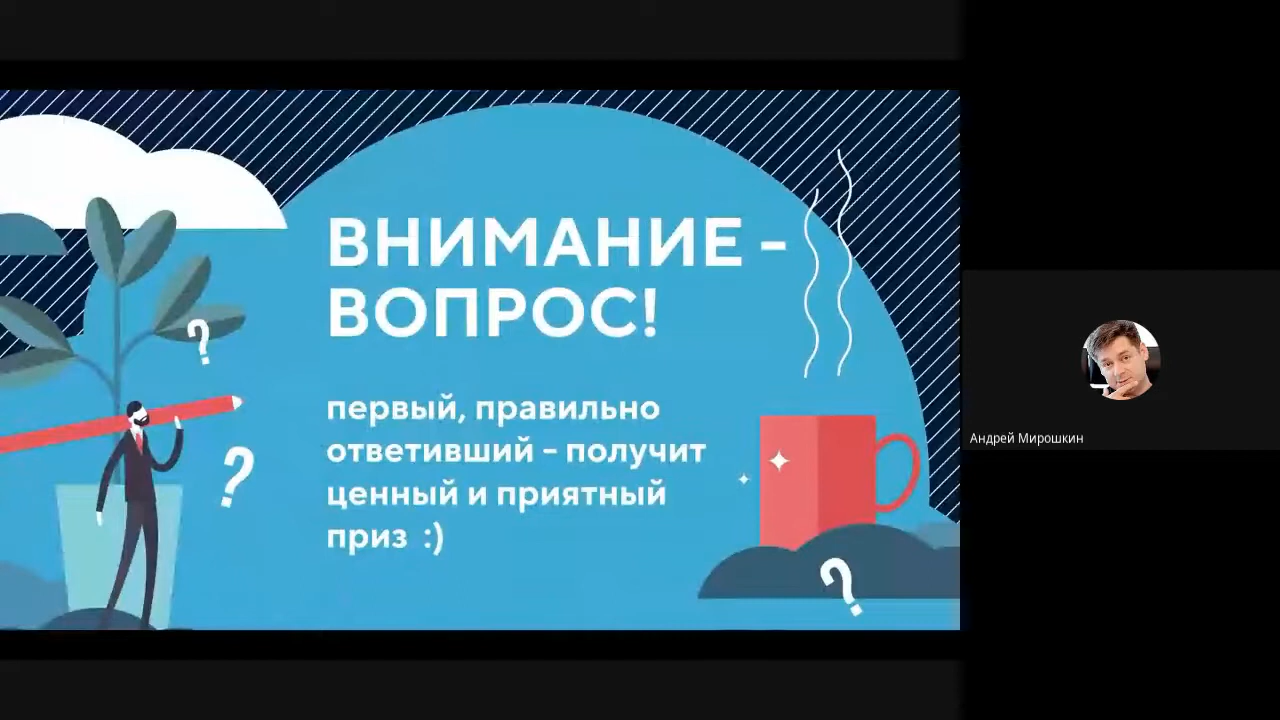 ВНИМАНИЕ -
ВОПРОС!
первый, правильно
ответивший - получит
ценный и приятный
приз :)
Андрей Мирошкин